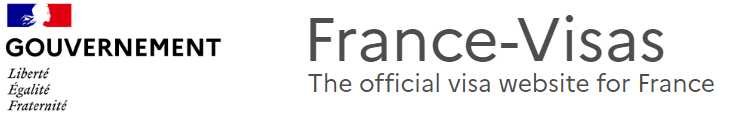 GOUVERNEMENT
Liberté
Égalité
Fraternité
France-Visas
The official visa website for France